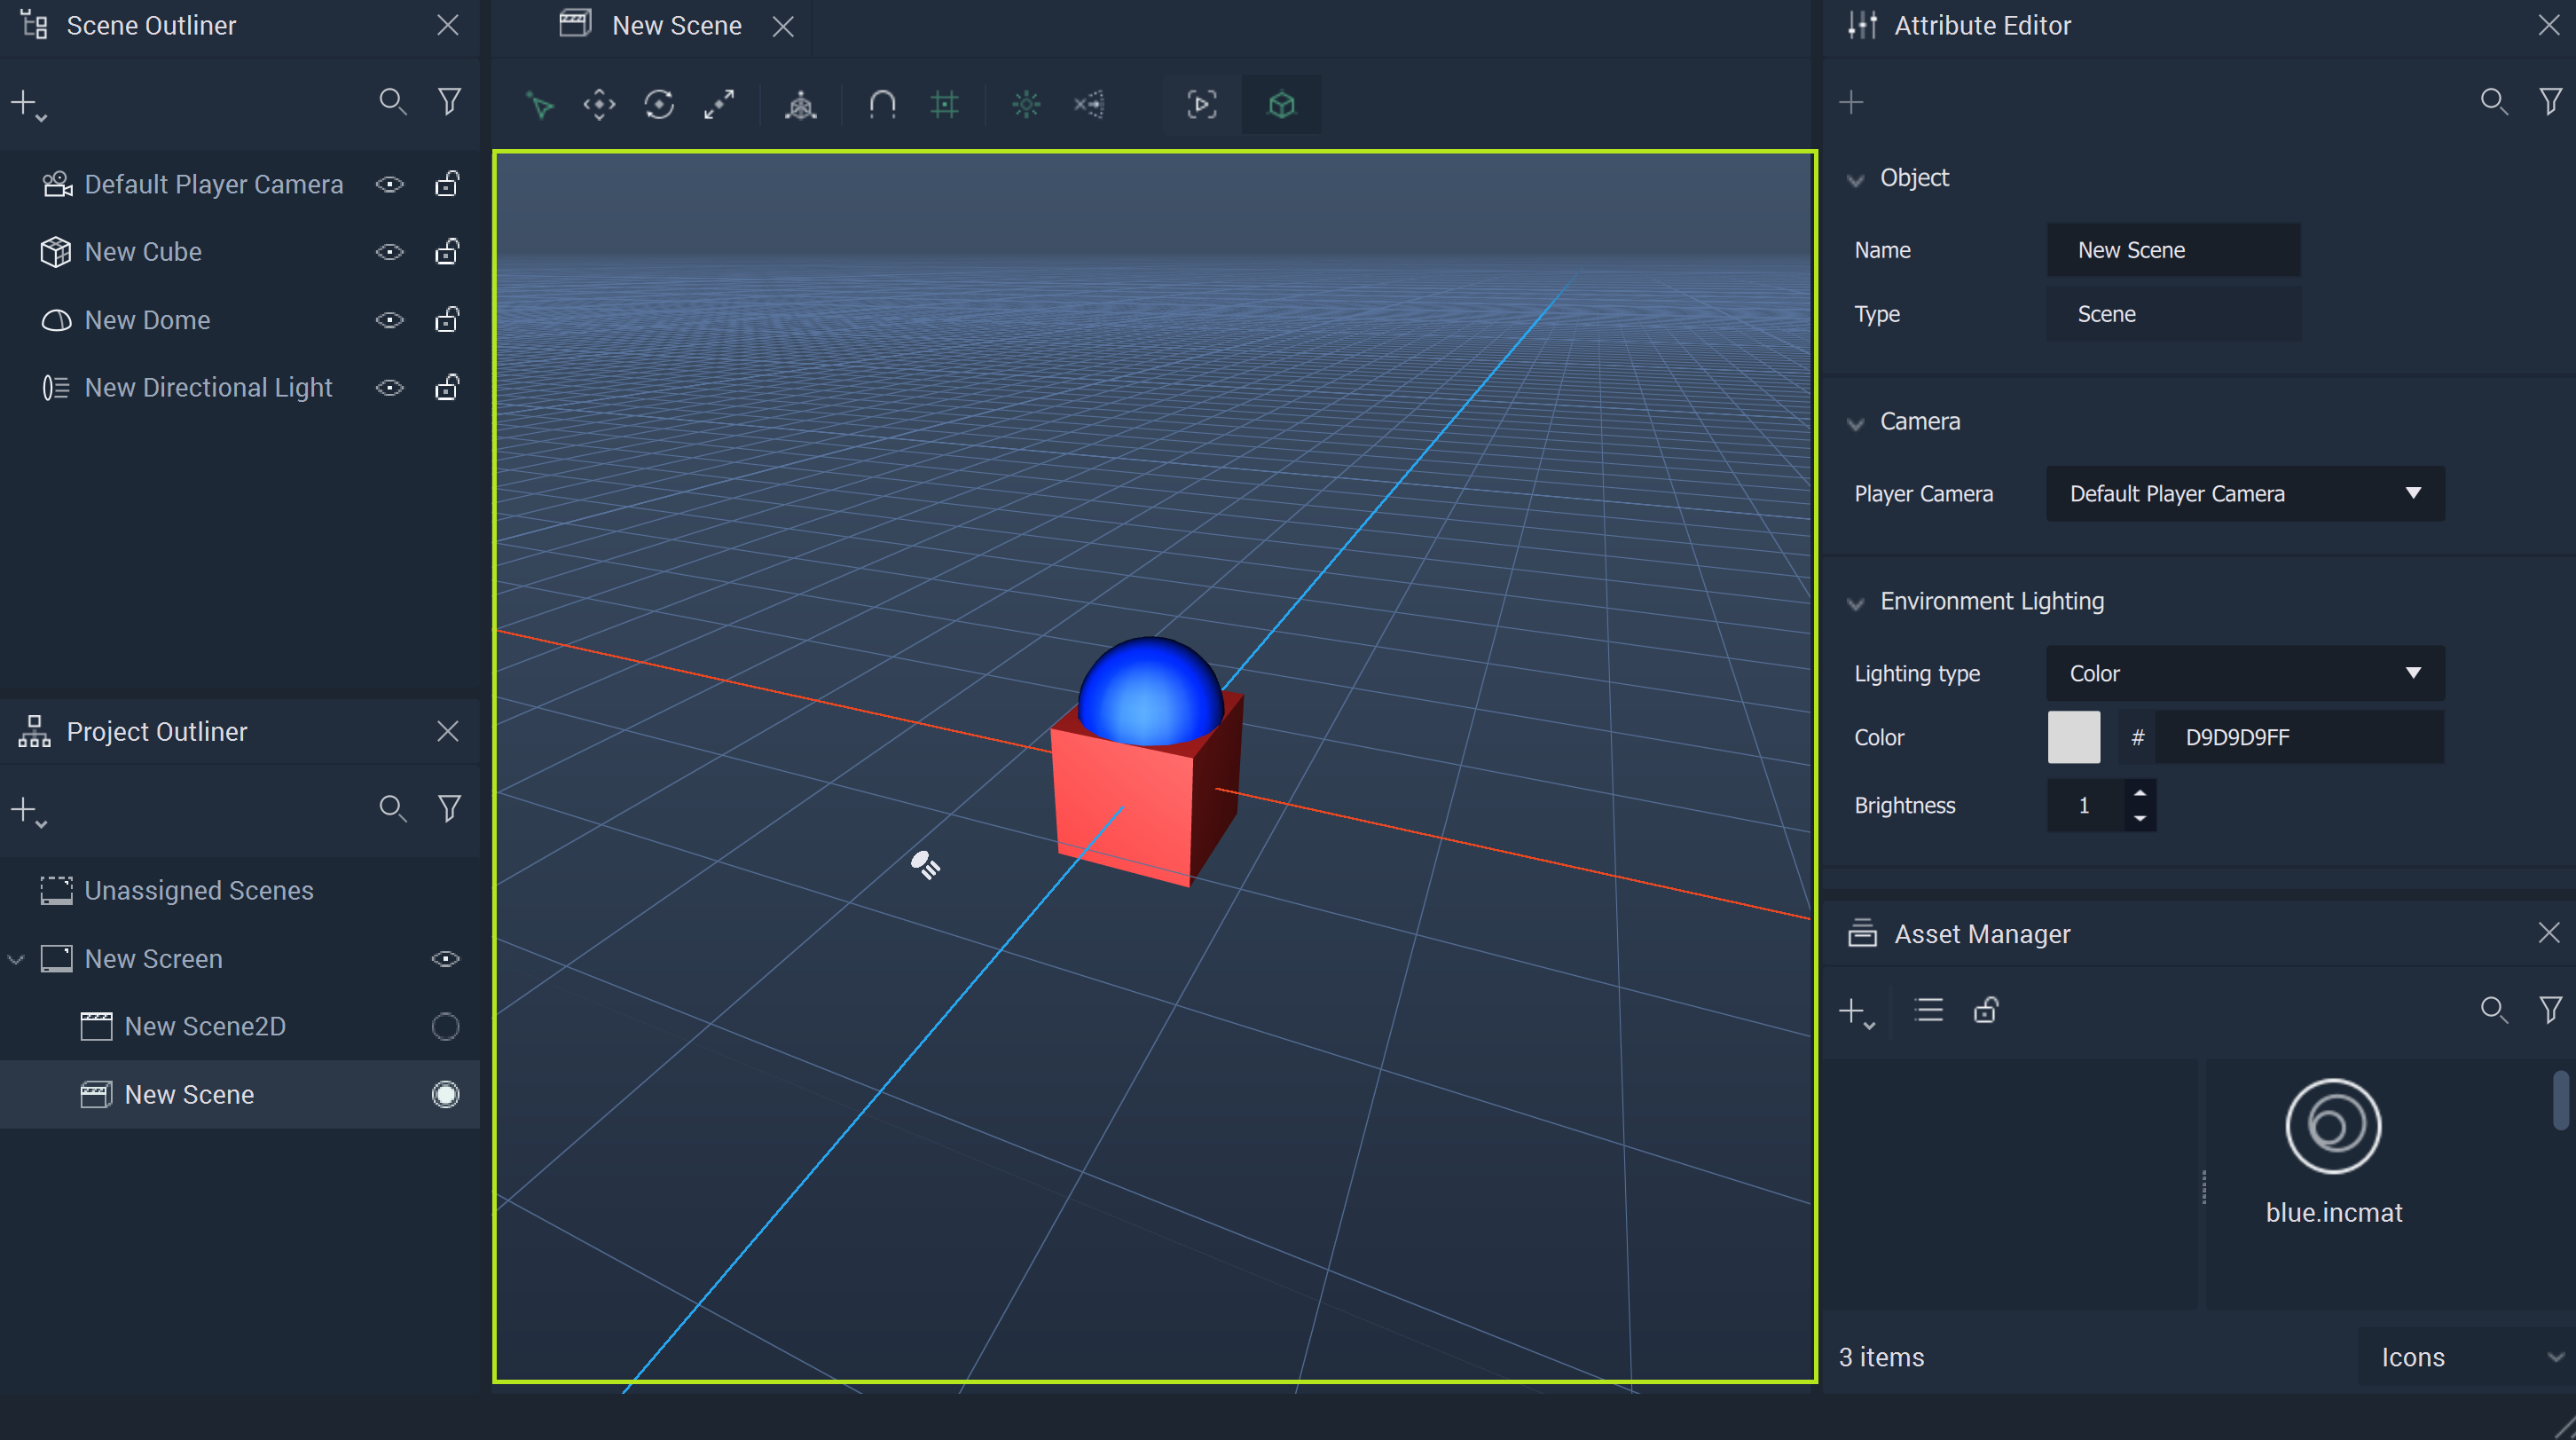 Scene Outliner
Default Player Camera
New Cube
New Dome
New Directional Light
Project Outliner
Unassigned Scenes
New Screen
New Scene2D
New Scene
New Scene
Attribute Editor
Object
Name New Scene
Type Scene
Camera
Player Camera Default Player Camera
Environment Lighting
Lighting type Color
Color # D9D9D9FF
Brightness 1
Asset Manager
blue.incmat
3 items Icons